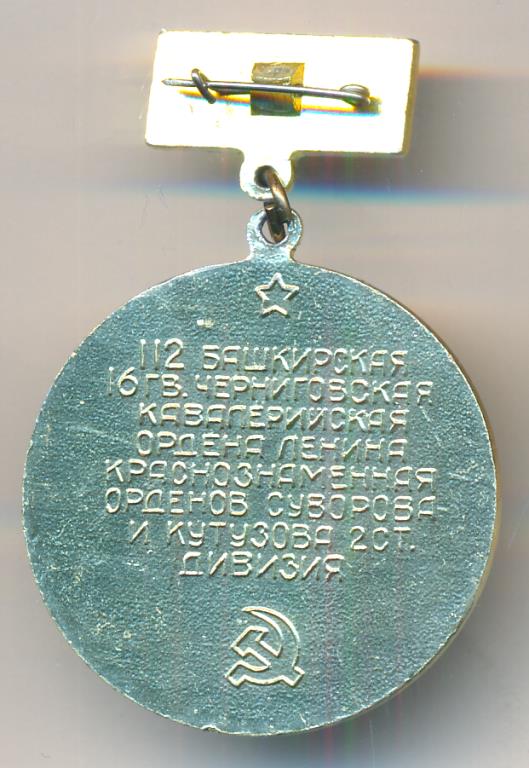 112 БАШКИРСКАЯ
16 ГВ. ЧЕРНИГОВСКАЯ
КАВАЛЕРИЙСКАЯ
ОРДЕНА ЛЕНИНА
КРАСНОЗНАМЕННАЯ
ОРДЕНОВ СУВОРОВА
И КУТУЗОВА 2 СТ.
ДИВИЗИЯ